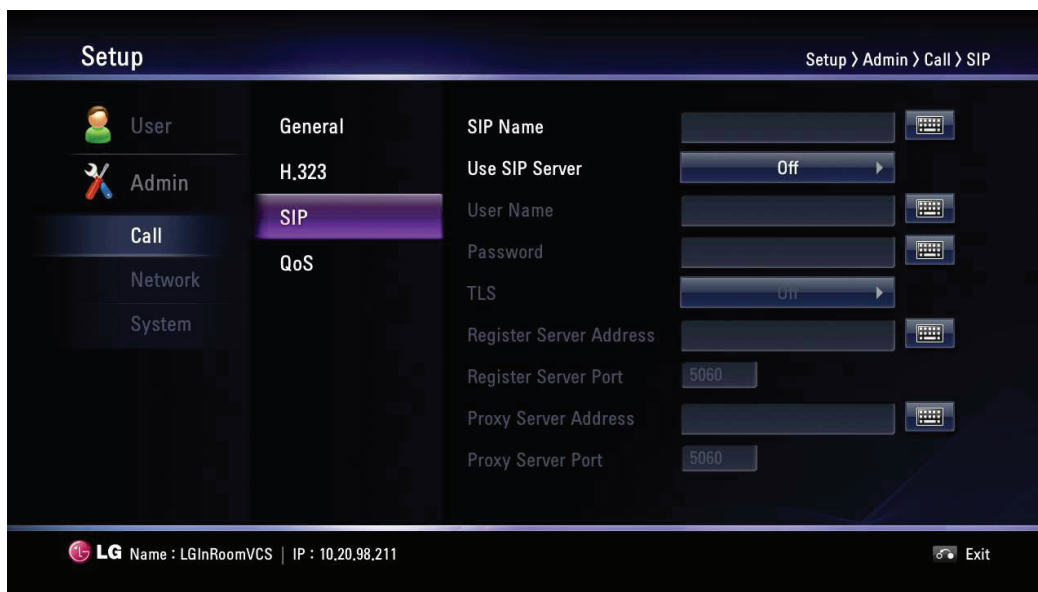 Setup
Setup > Admin > Call > SIP
User
Admin
Call
Network
System
General
H.323
SIP
QoS
SIP Name
Use SIP Server Off
User Name
Password
TLS Off
Register Server Address
Register Server Port 5060
Proxy Server Address
Proxy Server Port 5060
LG Name : LGInRoomVCS | IP : 10.20.98.211
Exit